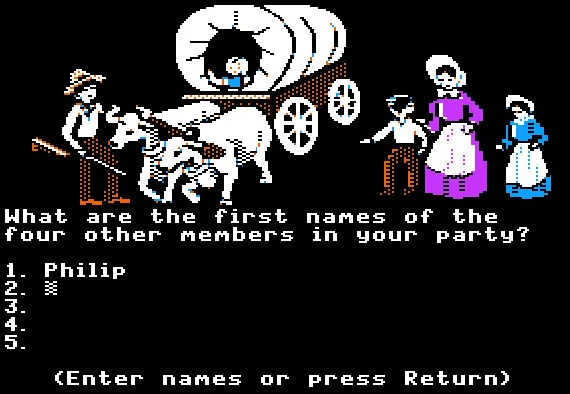 What are the first names of the
four other members in your party?
1. Philip
2.
3.
4.
5.
(Enter names or press Return)